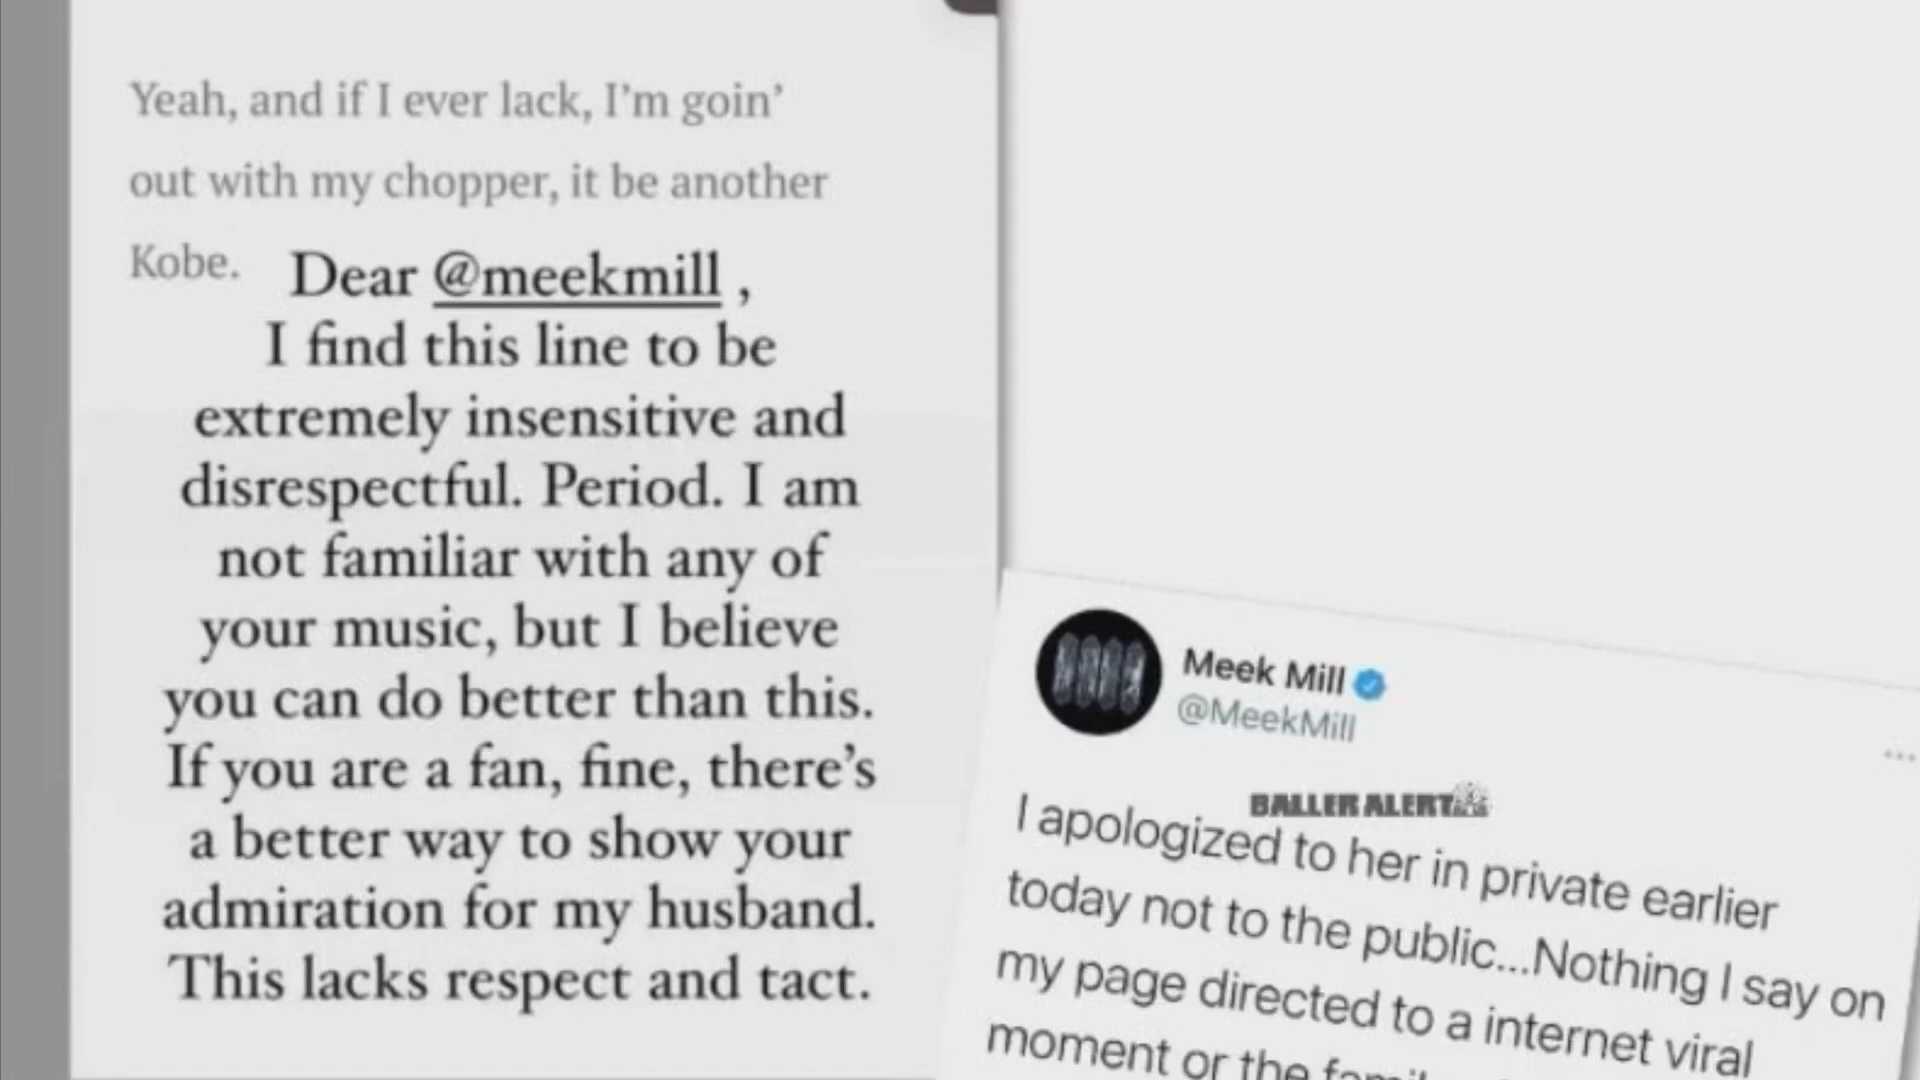 Yeah, and if I ever lack, I'm goin'
out with my chopper, it be another
Kobe.
Dear @meekmill ,
I find this line to be
extremely insensitive and
disrespectful. Period. I am
not familiar with any of
your music, but I believe
you can do better than this.
If you are a fan, fine, there's
a better way to show your
admiration for my husband.
This lacks respect and tact.
Meek Mill
@MeekMill
...
BALLER ALERT
I apologized to her in private earlier
today not to the public...Nothing I say on
my page directed to a internet viral
moment or the